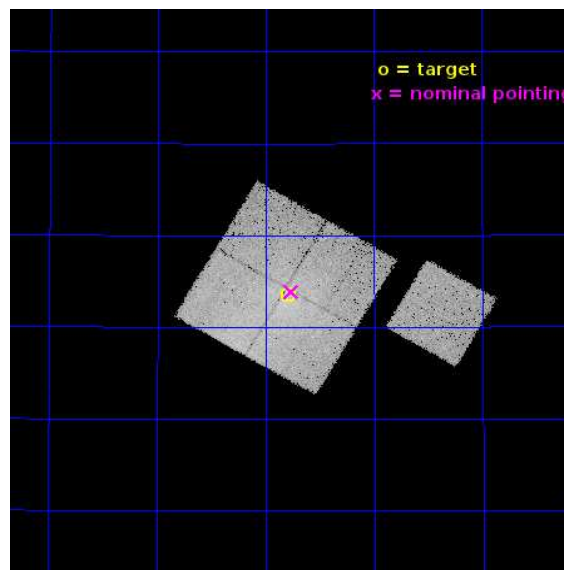 o = target
x = nominal pointing